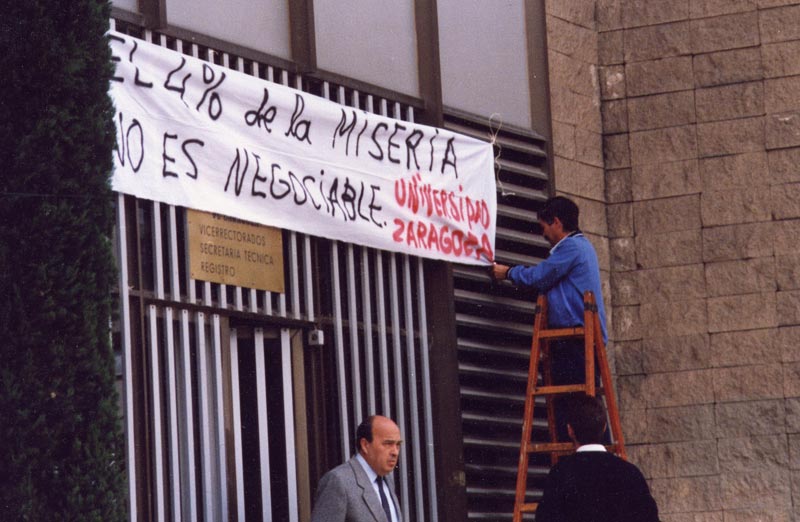 EL 4% de la MISERIA
NO ES NEGOCIABLE.
UNIVERSIDAD
ZARAGOZA
VICERRECTORADOS
SECRETARIA TECNICA
REGISTRO